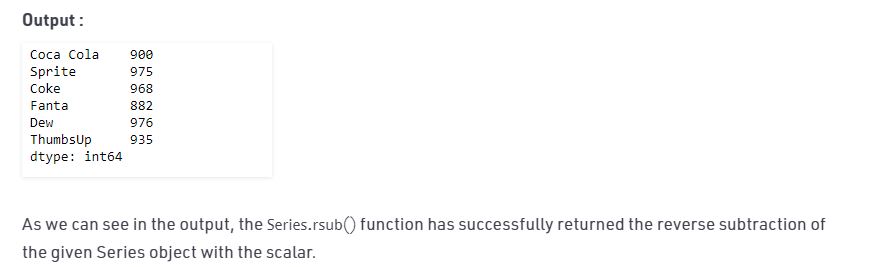 Output :
Coca Cola    900
Sprite       975
Coke         968
Fanta        882
Dew          976
ThumbsUp     935
dtype: int64
As we can see in the output, the Series.rsub() function has successfully returned the reverse subtraction of
the given Series object with the scalar.